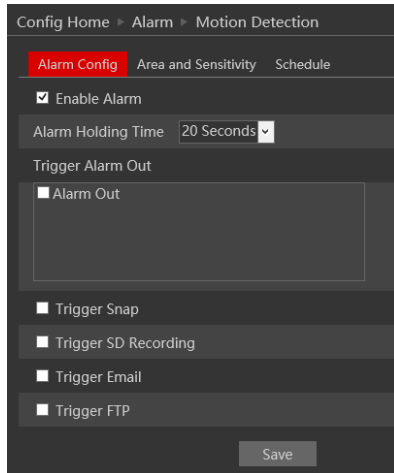 Config Home ▶ Alarm ▶ Motion Detection
Alarm Config Area and Sensitivity Schedule
Enable Alarm
Alarm Holding Time 20 Seconds
Trigger Alarm Out
Alarm Out
Trigger Snap
Trigger SD Recording
Trigger Email
Trigger FTP
Save